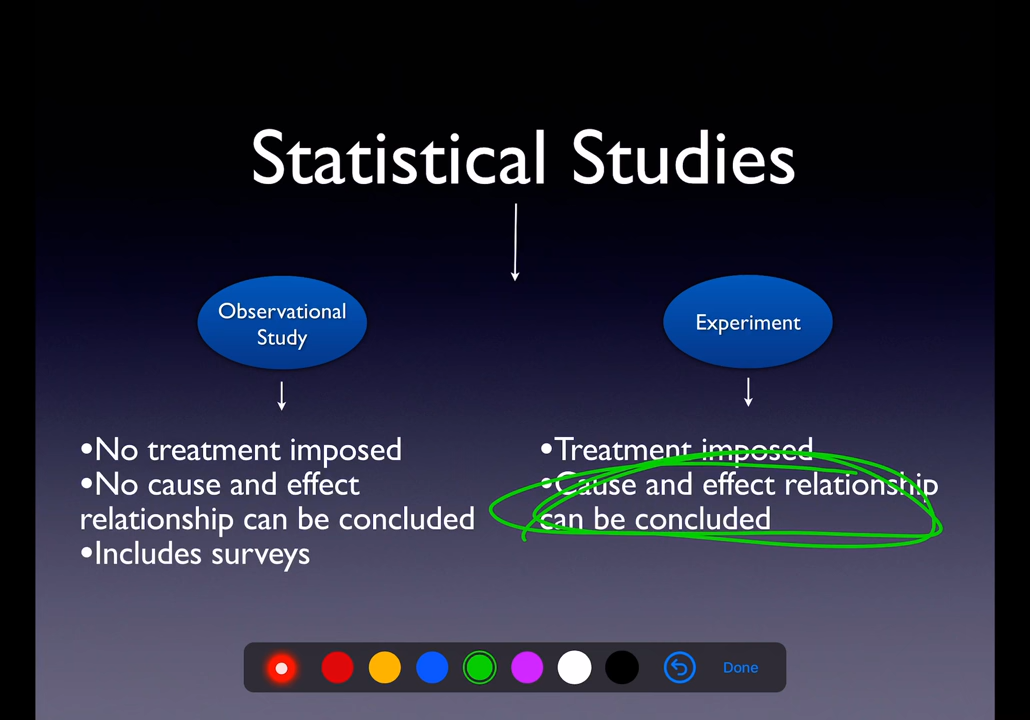 Statistical Studies
Observational
Study
Experiment
•No treatment imposed
•No cause and effect
relationship can be concluded
•Includes surveys
•Treatment imposed
•Cause and effect relationship
can be concluded
Done